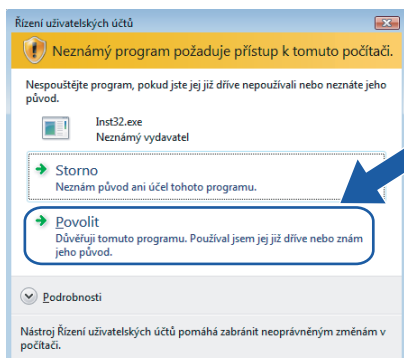 Řízení uživatelských účtů
Neznámý program požaduje přístup k tomuto počítači.
Nespouštějte program, pokud jste jej již dříve nepoužívali nebo neznáte jeho
původ.
Inst32.exe
Neznámý vydavatel
Storno
Neznám původ ani účel tohoto programu.
Povolit
Důvěřuji tomuto programu. Používal jsem jej již dříve nebo znám
jeho původ.
Podrobnosti
Nástroj Řízení uživatelských účtů pomáhá zabránit neoprávněným změnám v
počítači.